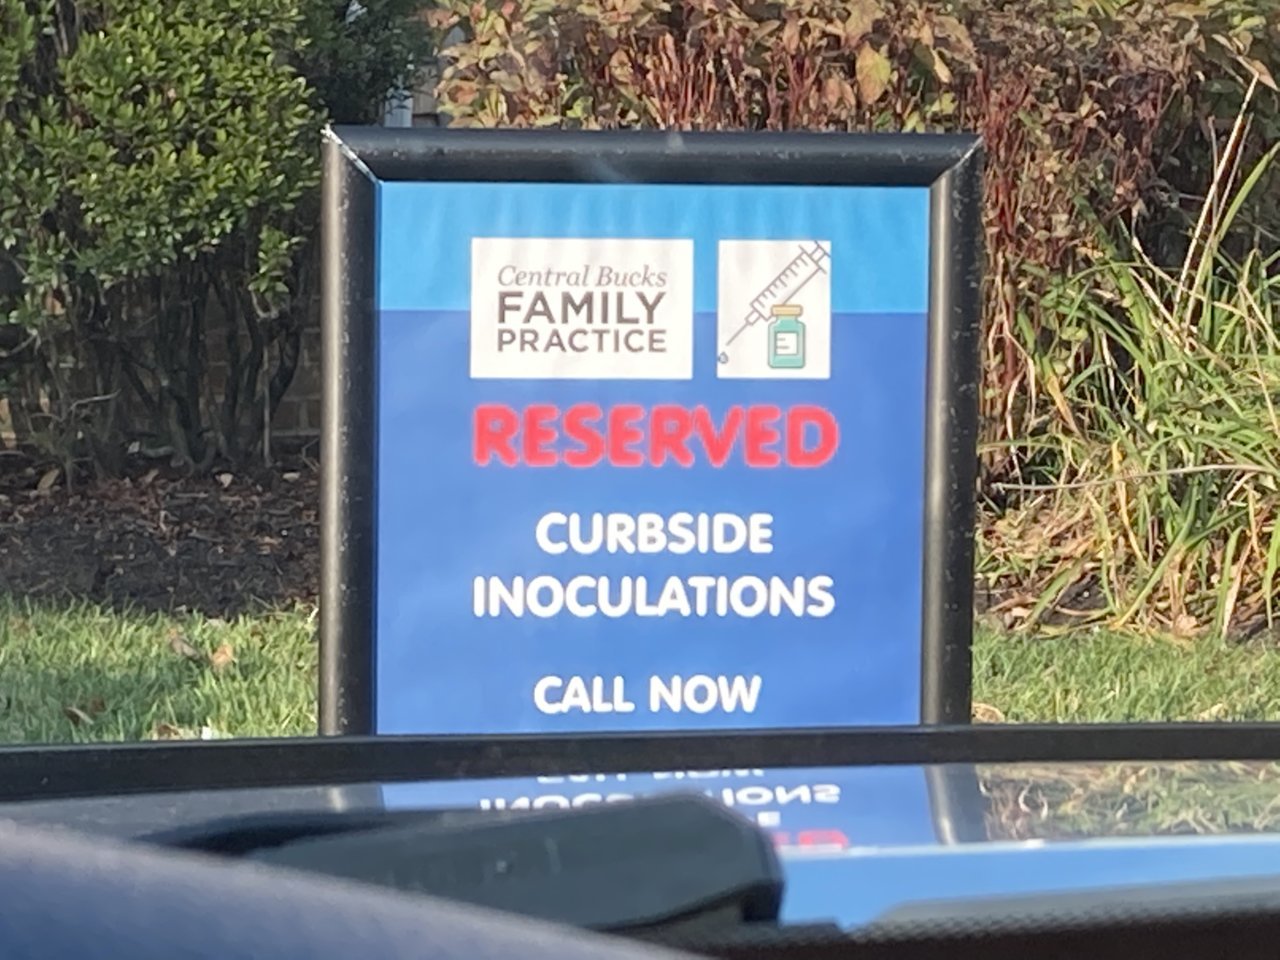 Central Bucks
FAMILY
PRACTICE
RESERVED
CURBSIDE
INOCULATIONS
CALL NOW